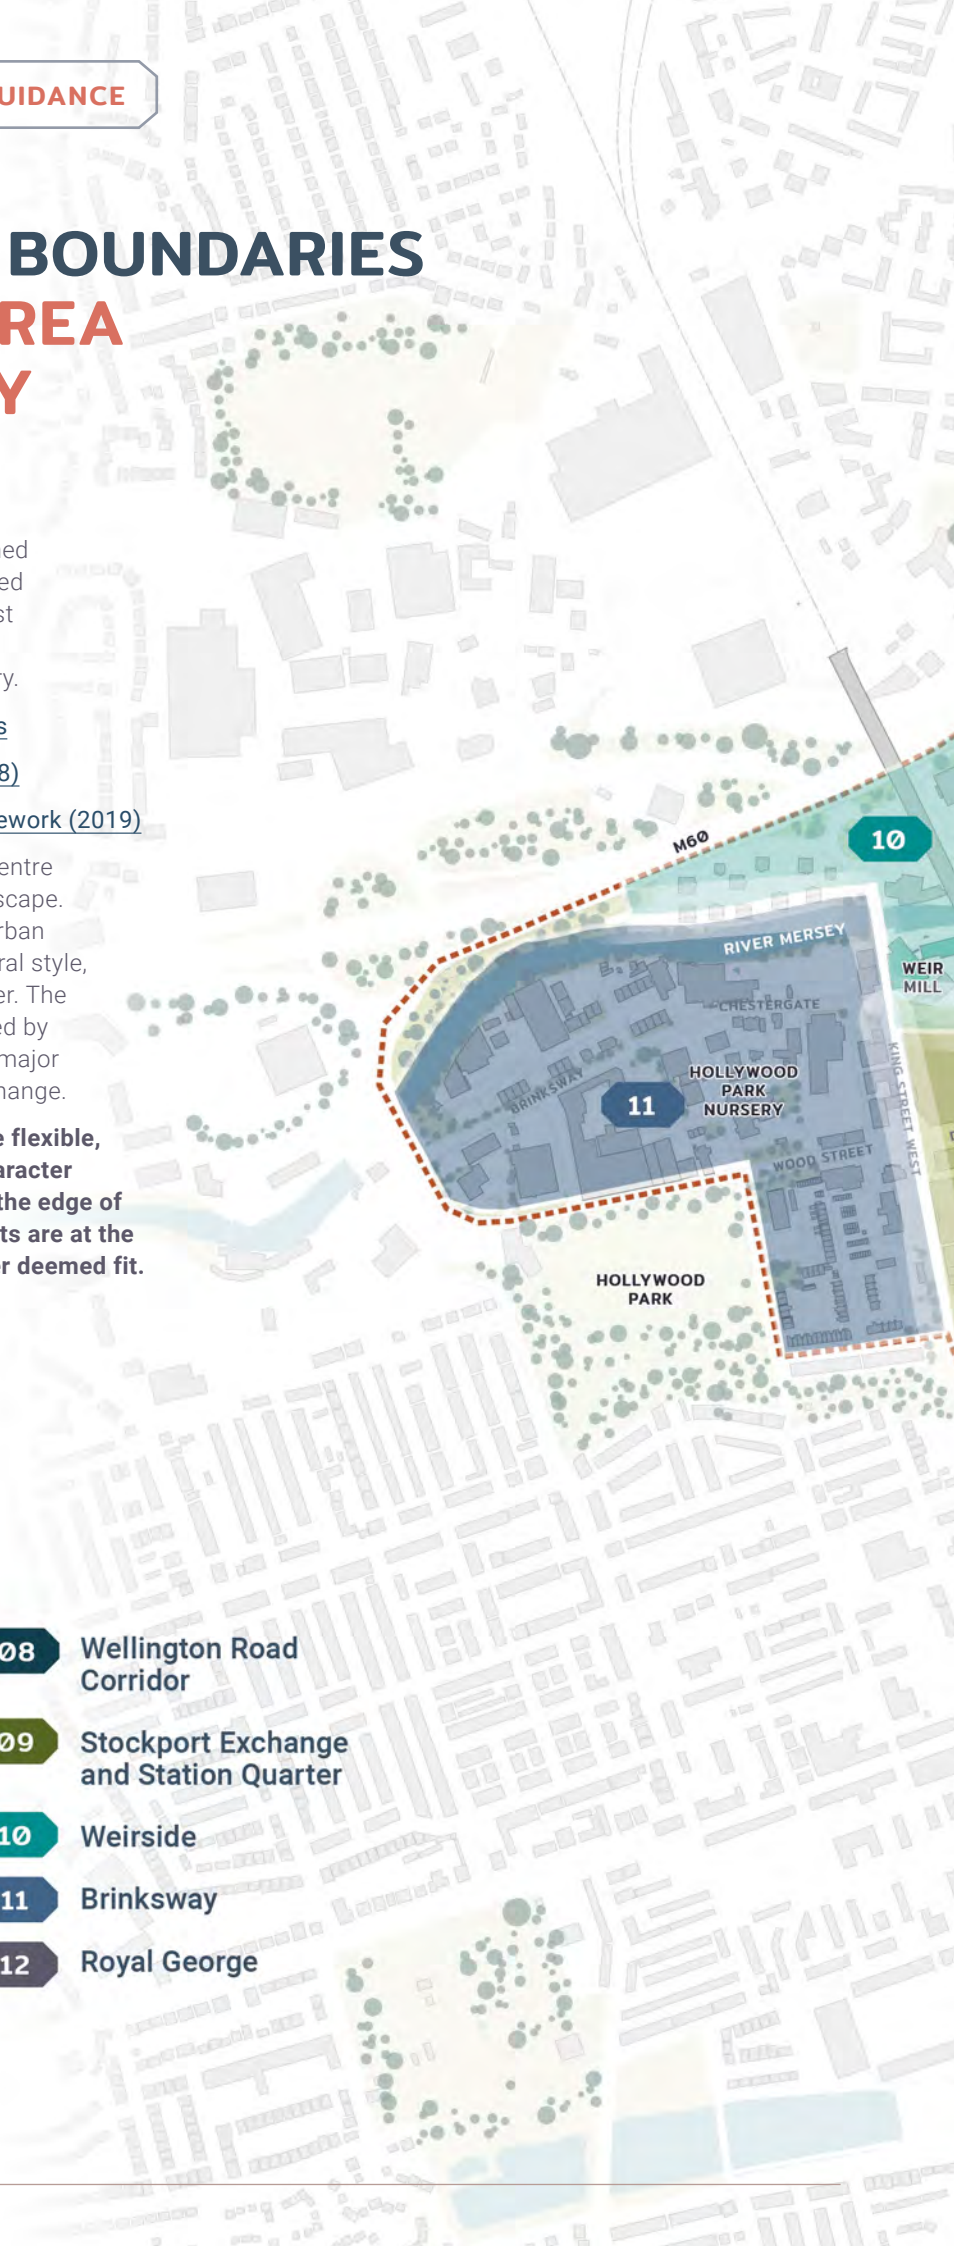 UIDANCE
BOUNDARIES
REA
Y
ned
ed
st
ry.
s
8)
ework (2019)
entre
scape.
rban
ral style,
er. The
ed by
major
hange.
e flexible,
aracter
the edge of
ts are at the
r deemed fit.
M60
10
RIVER MERSEY
WEIR
MILL
CHESTERGATE
KING STREET WEST
BRINKSWAY
11
HOLLYWOOD
PARK
NURSERY
WOOD STREET
HOLLYWOOD
PARK
08 Wellington Road
Corridor
09 Stockport Exchange
and Station Quarter
10 Weirside
11 Brinksway
12 Royal George